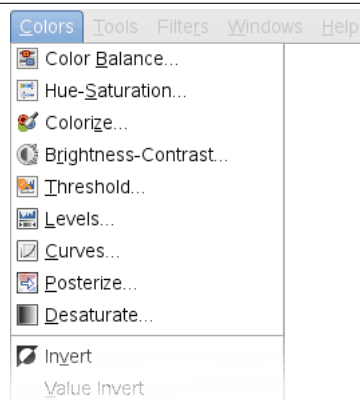 Colors Tools Filters Windows Help
Color Balance...
Hue-Saturation...
Colorize...
Brightness-Contrast...
Threshold...
Levels...
Curves...
Posterize...
Desaturate...
Invert
Value Invert